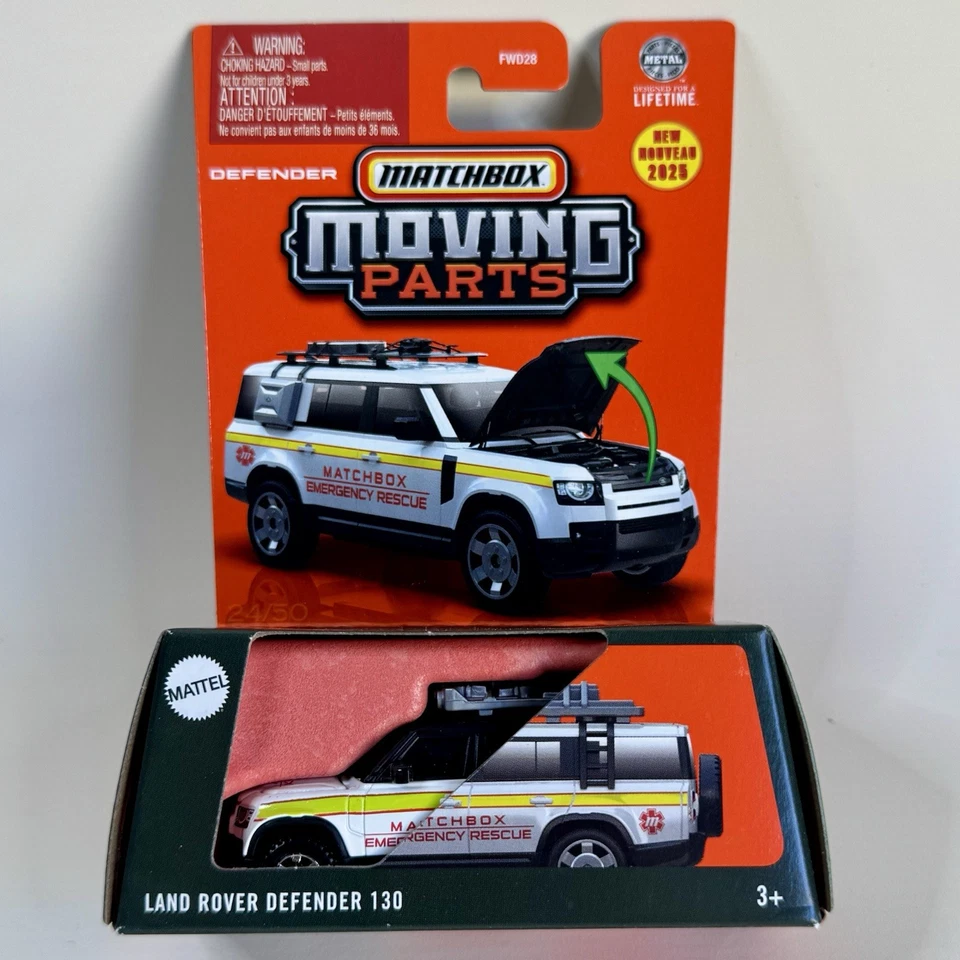 WARNING:
CHOKING HAZARD – Small parts.
Not for children under 3 years.
ATTENTION :
DANGER D'ÉTOUFFEMENT – Petits éléments.
Ne convient pas aux enfants de moins de 36 mois.
FWD28
METAL
DESIGNED FOR A
LIFETIME
NEW
NOUVEAU
2025
DEFENDER
MATCHBOX
MOVING
PARTS
MATCHBOX
EMERGENCY RESCUE
m
24/50
MATTEL
MATCHBOX
EMERGENCY RESCUE
m
LAND ROVER DEFENDER 130
3+